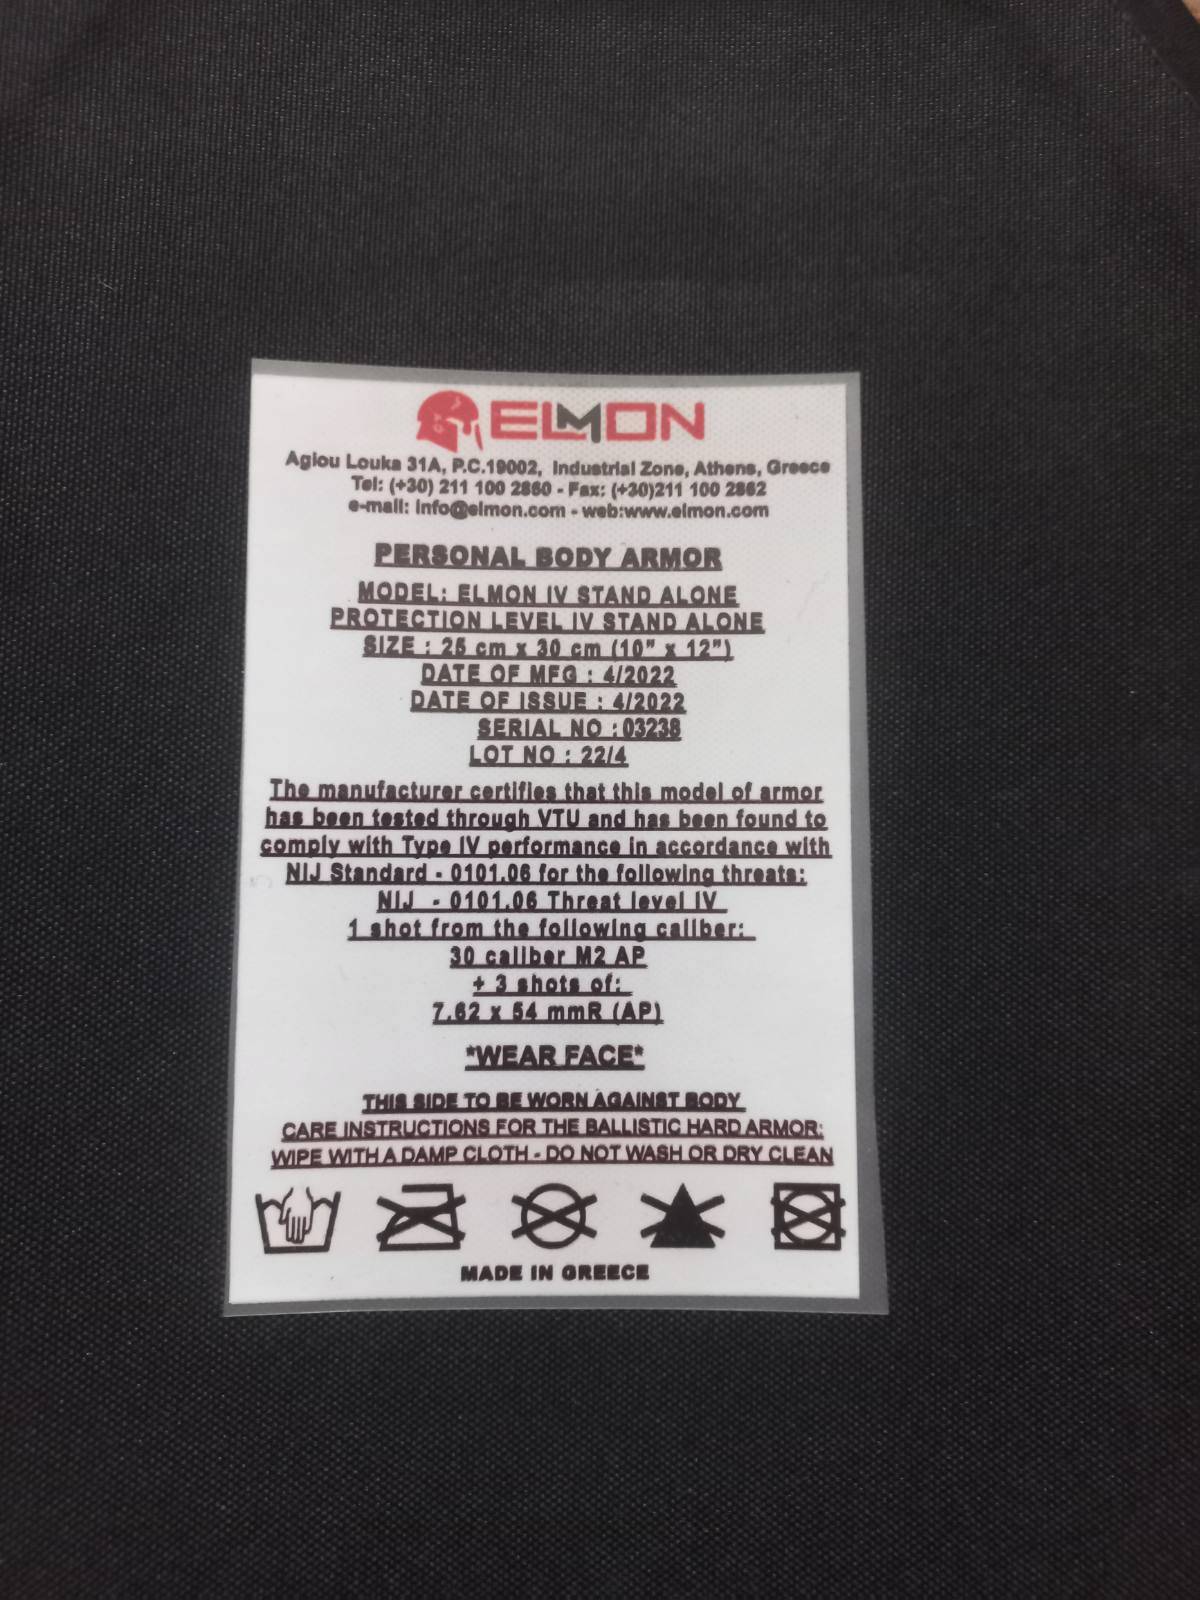 ELMON
Agiou Louka 31A, P.C.19002, Industrial Zone, Athens, Greece
Tel: (+30) 211 100 2860 - Fax: (+30)211 100 2862
e-mail: info@elmon.com - web:www.elmon.com
PERSONAL BODY ARMOR
MODEL: ELMON IV STAND ALONE
PROTECTION LEVEL IV STAND ALONE
SIZE : 25 cm x 30 cm (10" x 12")
DATE OF MFG : 4/2022
DATE OF ISSUE : 4/2022
SERIAL NO : 03238
LOT NO : 22/4
The manufacturer certifies that this model of armor
has been tested through VTU and has been found to
comply with Type IV performance in accordance with
NIJ Standard - 0101.06 for the following threats:
NIJ - 0101.06 Threat level IV
1 shot from the following caliber:
30 caliber M2 AP
+ 3 shots of:
7.62 x 54 mmR (AP)
*WEAR FACE*
THIS SIDE TO BE WORN AGAINST BODY
CARE INSTRUCTIONS FOR THE BALLISTIC HARD ARMOR:
WIPE WITH A DAMP CLOTH - DO NOT WASH OR DRY CLEAN
MADE IN GREECE